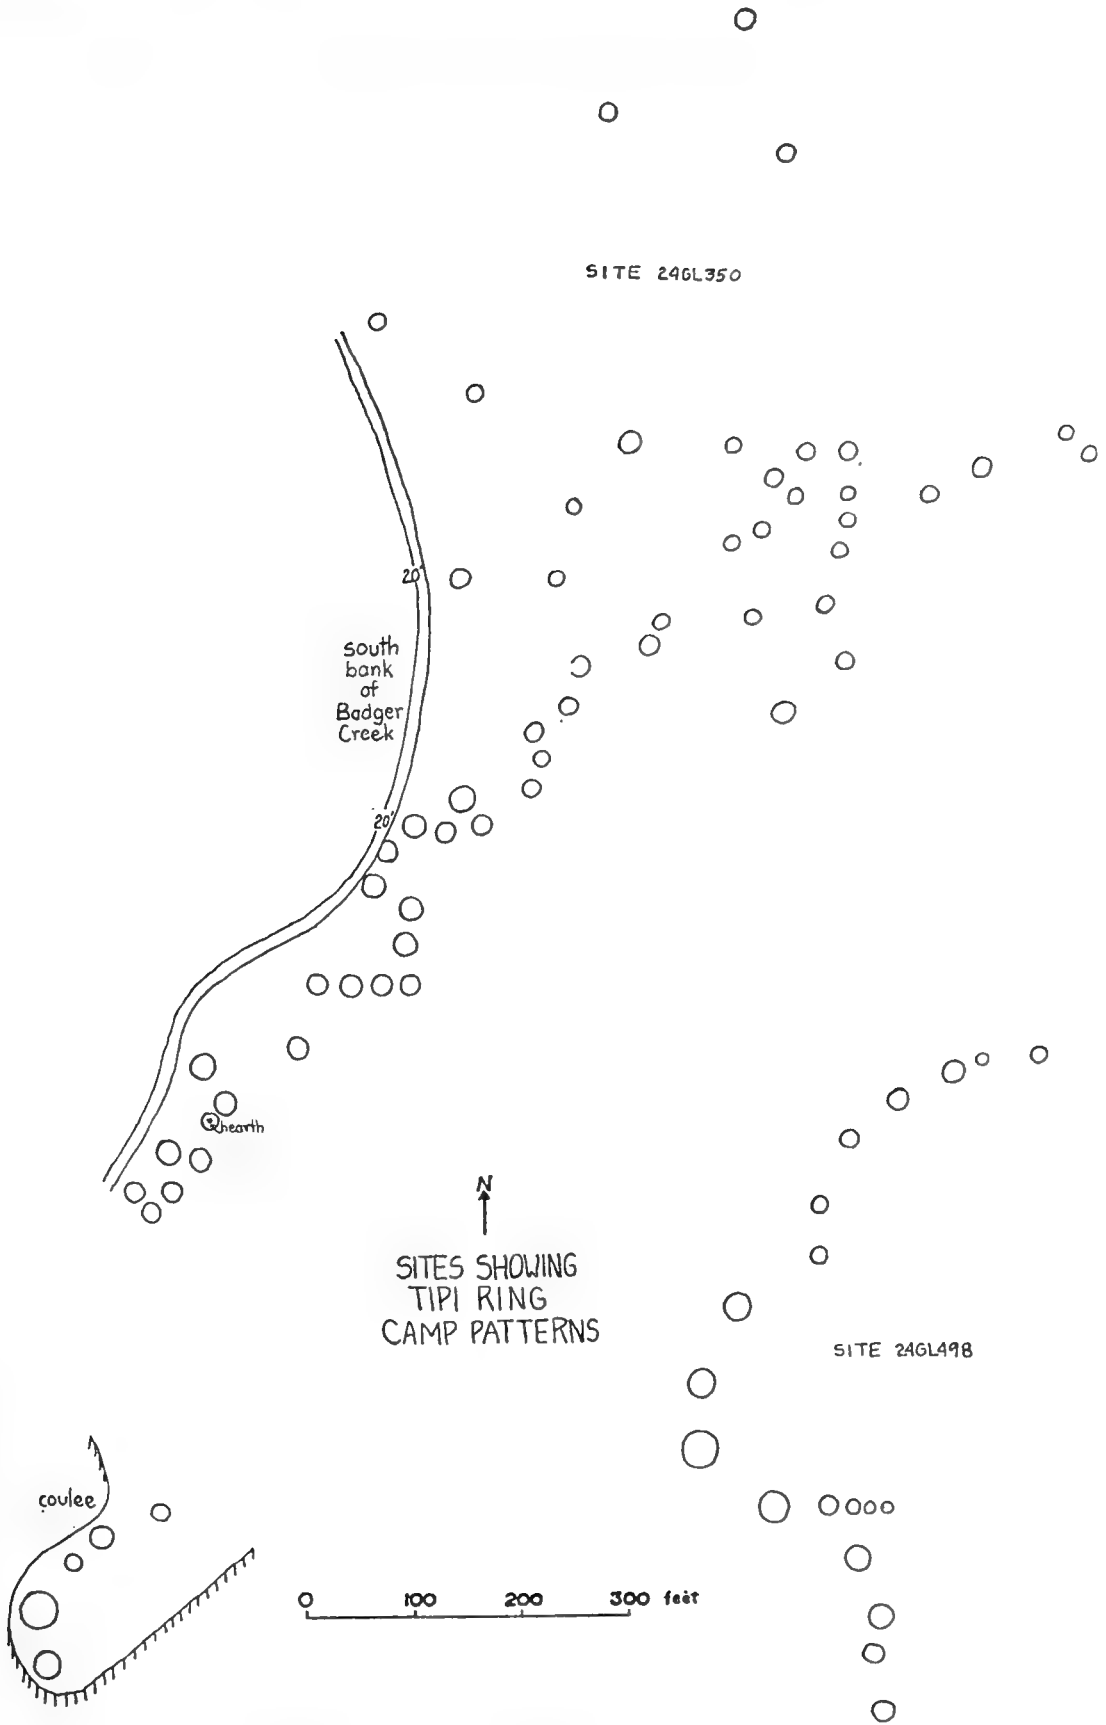 SITE 24GL350
20'
south
bank
of
Badger
Creek
20'
hearth
N
SITES SHOWING
TIPI RING
CAMP PATTERNS
SITE 24GL498
coulee
0 100 200 300 feet